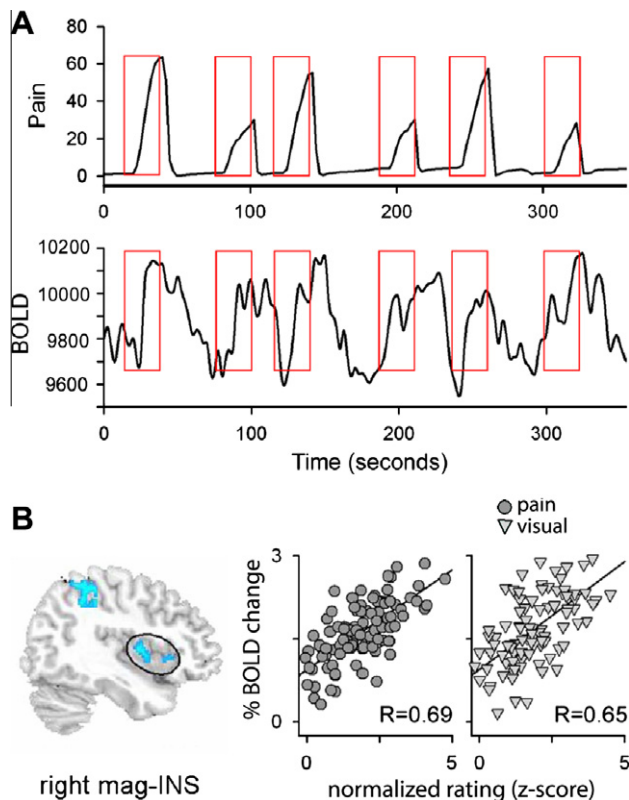 A
Pain
80
60
40
20
0
0 100 200 300
BOLD
10200
10000
9800
9600
0 100 200 300
Time (seconds)
B
pain
visual
% BOLD change
3
0
R=0.69
R=0.65
0 5 0 5
right mag-INS
normalized rating (z-score)